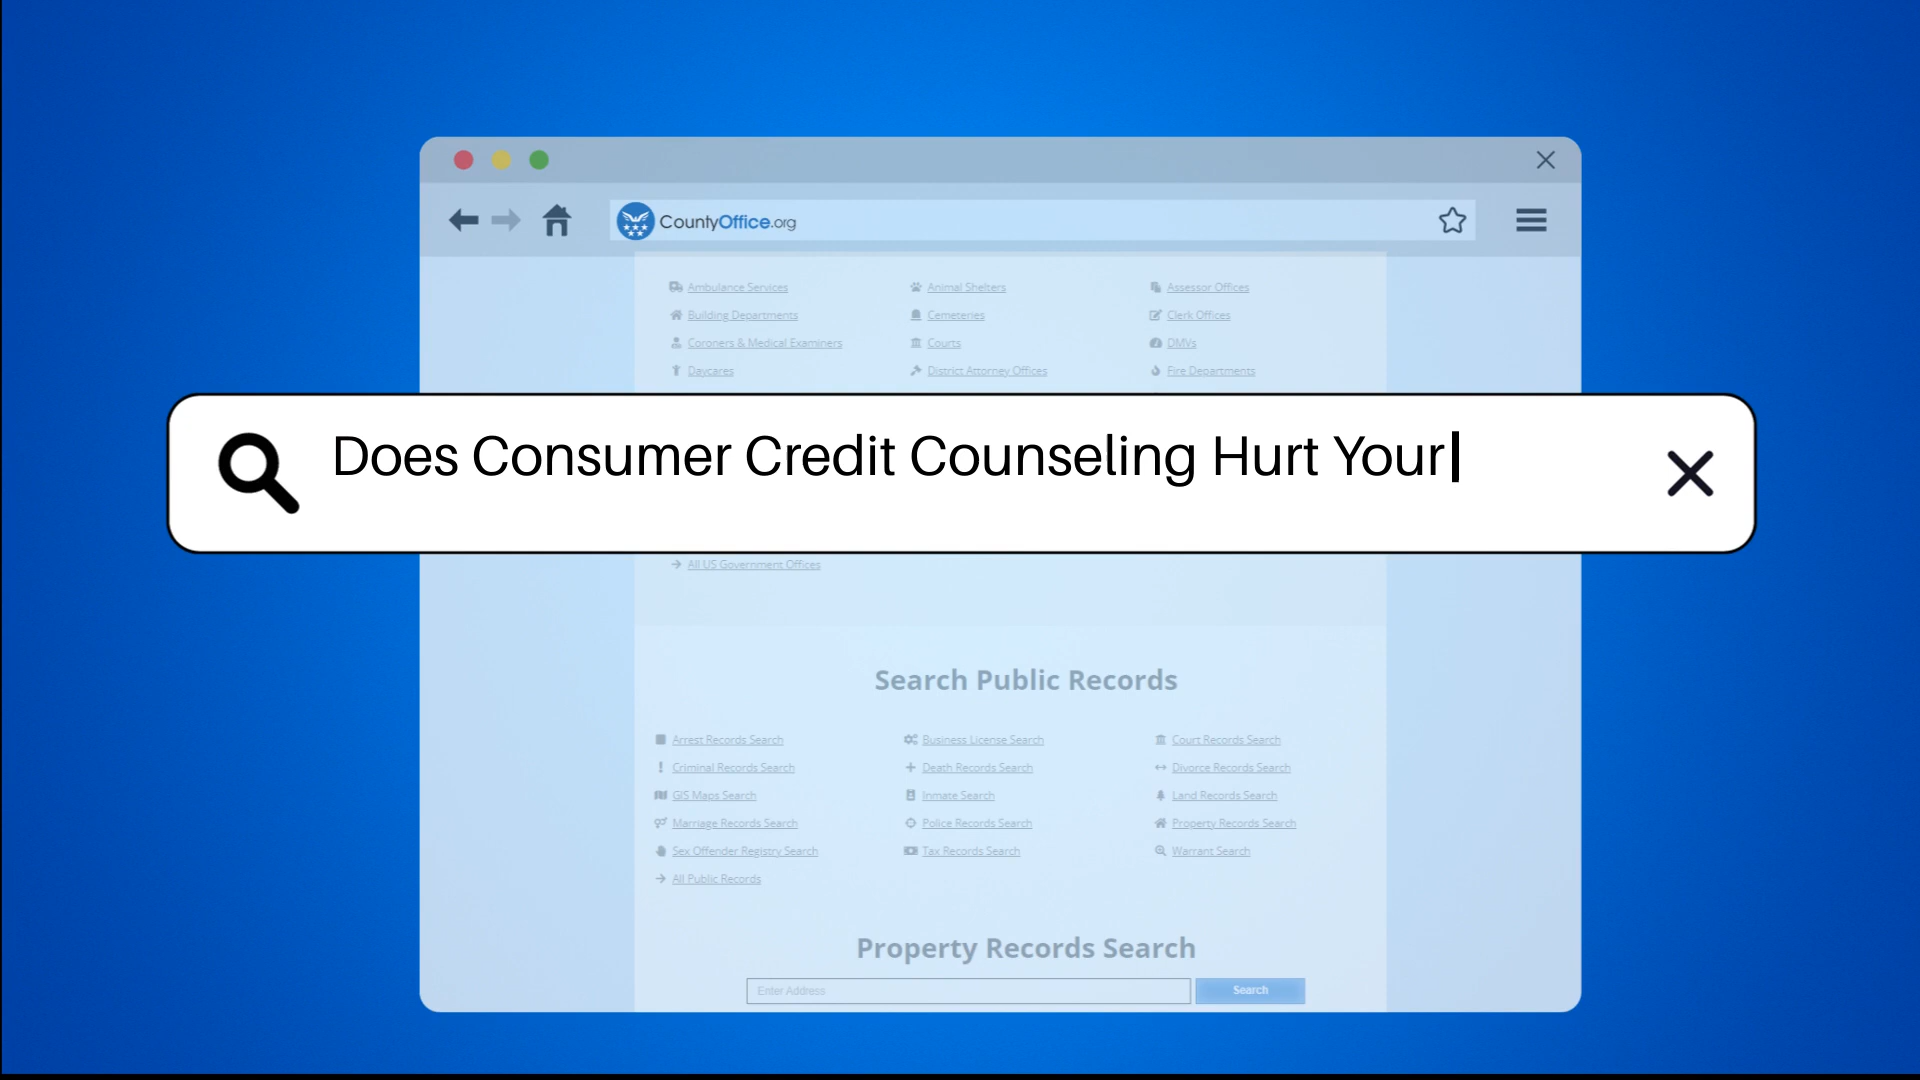 CountyOffice.org
Ambulance Services Animal Shelters Assessor Offices
Building Departments Cemeteries Clerk Offices
Coroners & Medical Examiners Courts DMVs
Daycares District Attorney Offices Fire Departments
Does Consumer Credit Counseling Hurt Your
All US Government Offices
Search Public Records
Arrest Records Search Business License Search Court Records Search
Criminal Records Search Death Records Search Divorce Records Search
GIS Maps Search Inmate Search Land Records Search
Marriage Records Search Police Records Search Property Records Search
Sex Offender Registry Search Tax Records Search Warrant Search
All Public Records
Property Records Search
Enter Address Search